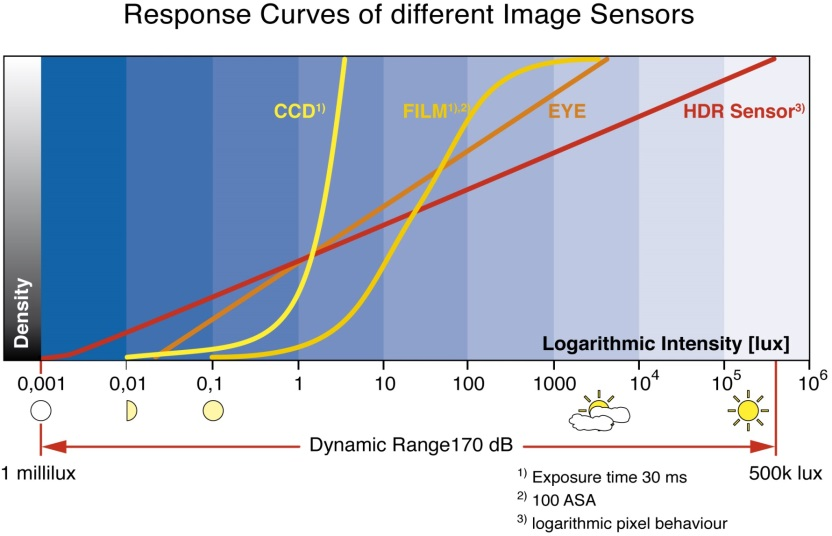 Response Curves of different Image Sensors
CCD1)
FILM1),2)
EYE
HDR Sensor3)
Density
Logarithmic Intensity [lux]
0,001 0,01 0,1 1 10 100 1000 10⁴ 10⁵ 10⁶
Dynamic Range170 dB
1 millilux
500k lux
1) Exposure time 30 ms
2) 100 ASA
3) logarithmic pixel behaviour